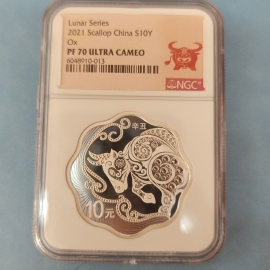 Lunar Series
2021 Scallop China S10Y
Ox
PF 70 ULTRA CAMEO
6048910-013
NGC
辛丑
10元